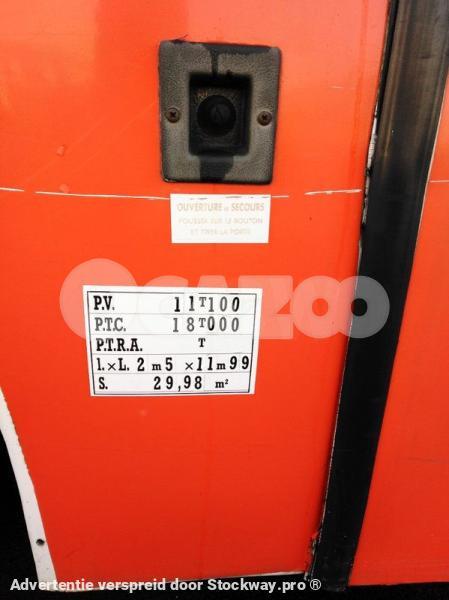 OUVERTURE DE SECOURS
POUSSER SUR LE BOUTON
ET TIRER LA PORTE
OCAZOO
P.V. 11T100
P.T.C. 18T000
P.T.R.A. T
l.×L. 2m5 ×11m99
S. 29,98 m²
Advertentie verspreid door Stockway.pro ®